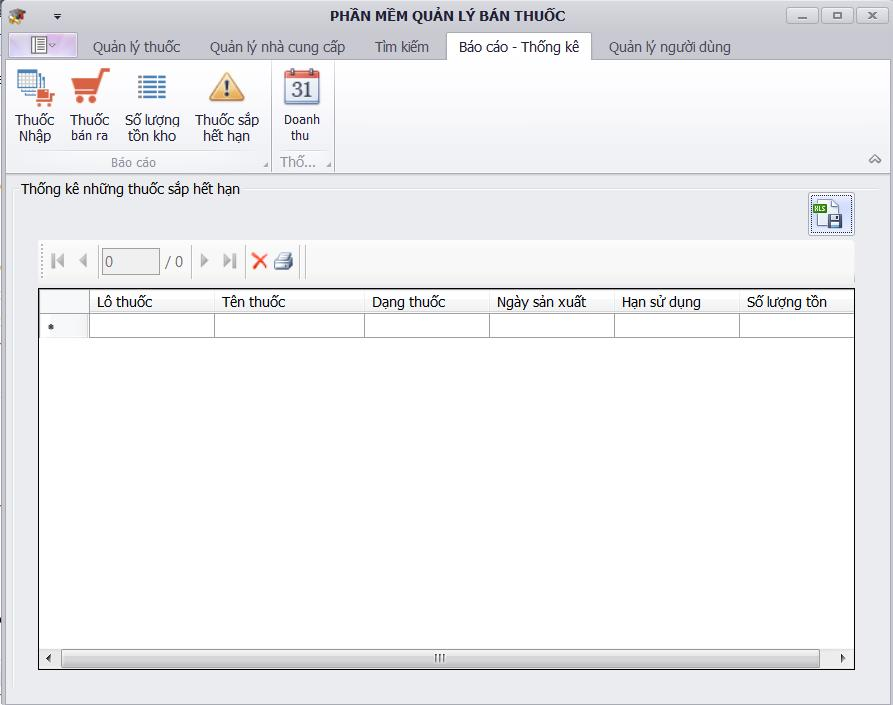 PHẦN MỀM QUẢN LÝ BÁN THUỐC
Quản lý thuốc Quản lý nhà cung cấp Tìm kiếm Báo cáo - Thống kê Quản lý người dùng
Thuốc Nhập
Thuốc bán ra
Số lượng tồn kho
Thuốc sắp hết hạn
31
Doanh thu
Báo cáo
Thố...
Thống kê những thuốc sắp hết hạn
XLS
0 / 0
Lô thuốc Tên thuốc Dạng thuốc Ngày sản xuất Hạn sử dụng Số lượng tồn
*